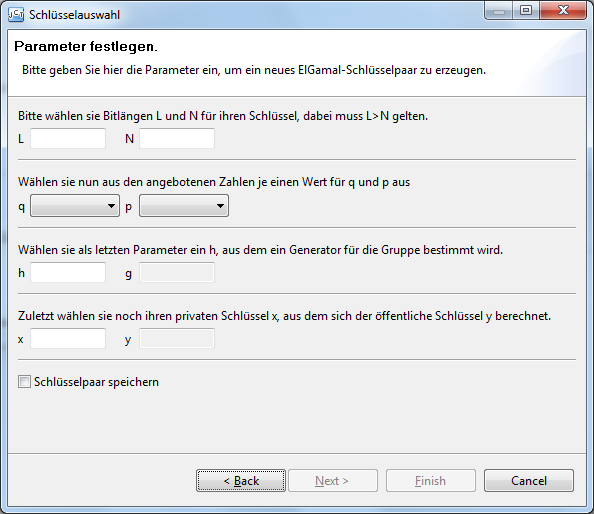 JCT Schlüsselauswahl
Parameter festlegen.
Bitte geben Sie hier die Parameter ein, um ein neues ElGamal-Schlüsselpaar zu erzeugen.
Bitte wählen sie Bitlängen L und N für ihren Schlüssel, dabei muss L>N gelten.
L N
Wählen sie nun aus den angebotenen Zahlen je einen Wert für q und p aus
q p
Wählen sie als letzten Parameter ein h, aus dem ein Generator für die Gruppe bestimmt wird.
h g
Zuletzt wählen sie noch ihren privaten Schlüssel x, aus dem sich der öffentliche Schlüssel y berechnet.
x y
Schlüsselpaar speichern
< Back Next > Finish Cancel